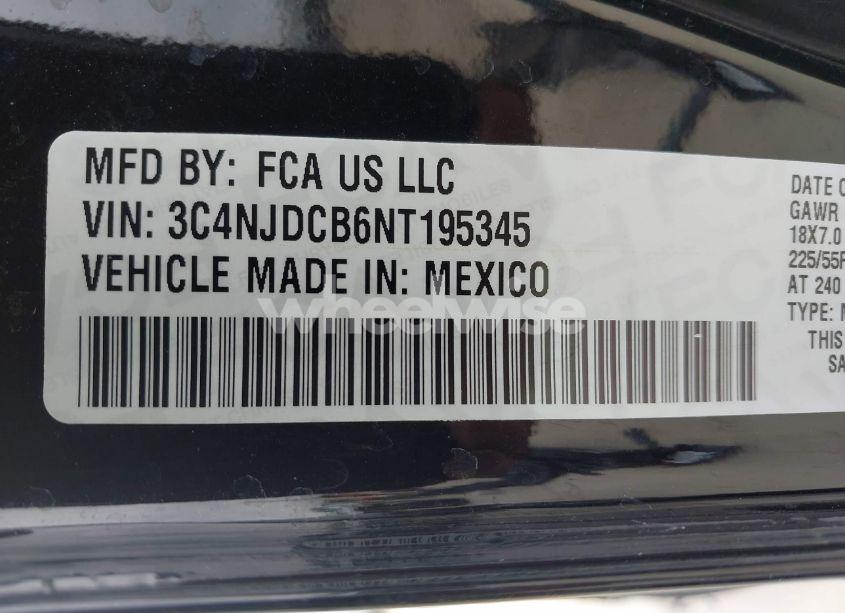 MFD BY: FCA US LLC
VIN: 3C4NJDCB6NT195345
VEHICLE MADE IN: MEXICO
wheelwise
DATE O
GAWR
18X7.0
225/55R
AT 240
TYPE: M
THIS
SA